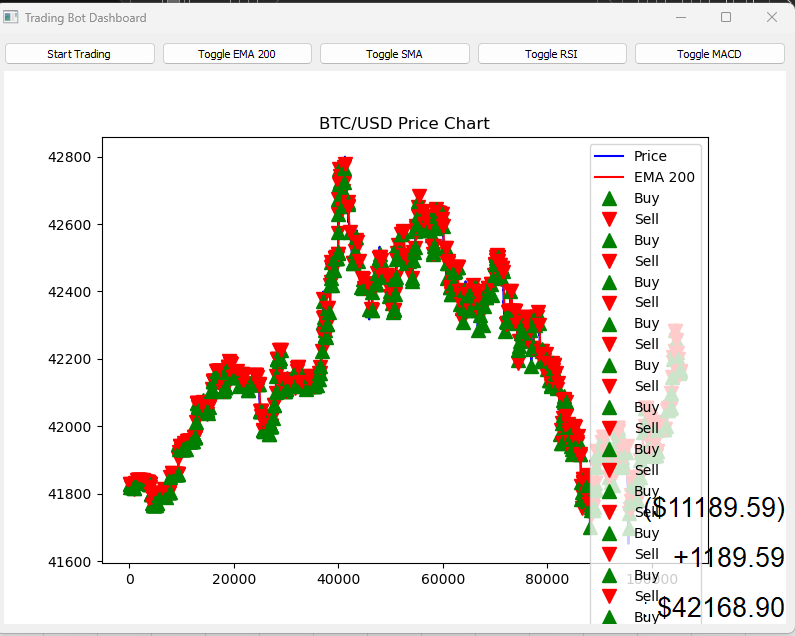 Trading Bot Dashboard
Start Trading
Toggle EMA 200
Toggle SMA
Toggle RSI
Toggle MACD
BTC/USD Price Chart
42800
42600
42400
42200
42000
41800
41600
0
20000
40000
60000
80000
100000
Price
EMA 200
Buy
Sell
Buy
Sell
Buy
Sell
Buy
Sell
Buy
Sell
Buy
Sell
Buy
Sell
Buy
Sell
Buy
Sell
Buy
Sell
Buy
($11189.59)
+1189.59
$42168.90